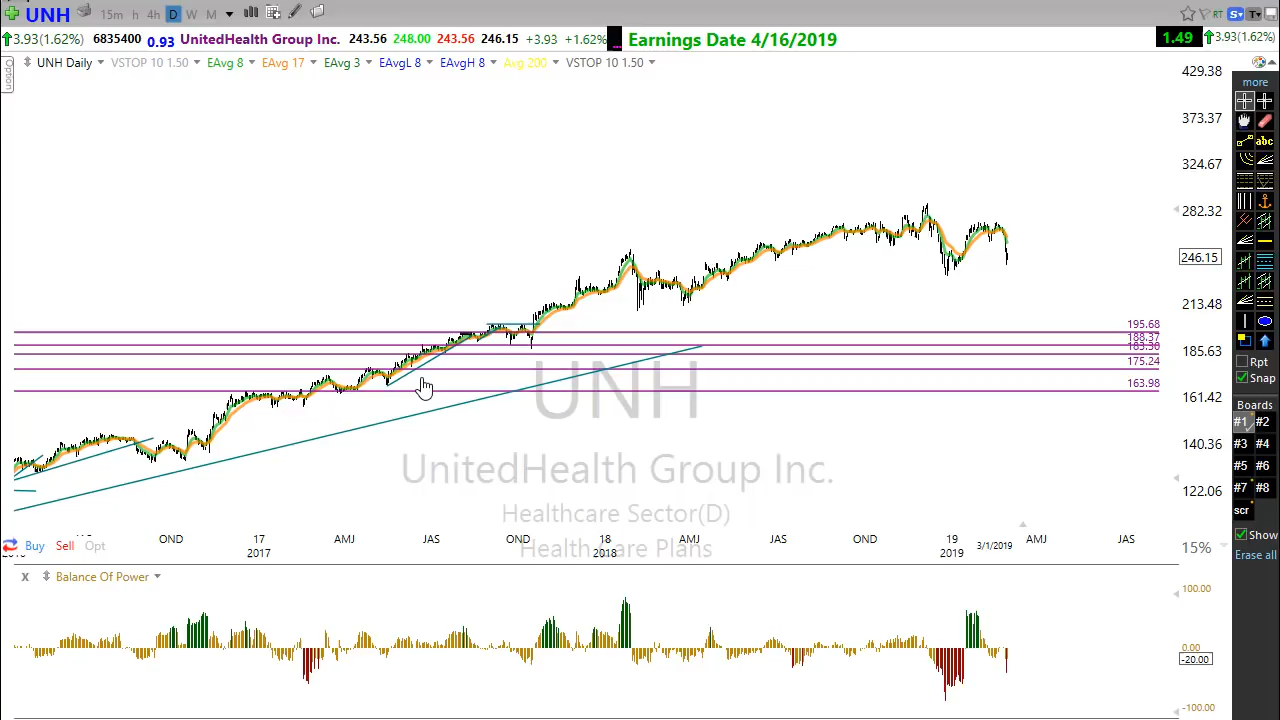 UNH 15m h 4h D W M RT S T
3.93(1.62%) 6835400 0.93 UnitedHealth Group Inc. 243.56 248.00 243.56 246.15 +3.93 +1.62% Earnings Date 4/16/2019 1.49 3.93(1.62%)
Option
UNH Daily VSTOP 10 1.50 EAvg 8 EAvg 17 EAvg 3 EAvgL 8 EAvgH 8 Avg 200 VSTOP 10 1.50
429.38
373.37
324.67
282.32
246.15
213.48
185.63
161.42
140.36
122.06
195.68
188.37
183.30
175.24
163.98
UNH
UnitedHealth Group Inc.
Healthcare Sector(D)
Healthcare Plans
OND 17 AMJ JAS OND 18 AMJ JAS OND 19 3/1/2019 AMJ JAS
2017 2018 2019
Buy Sell Opt
15%
x Balance Of Power
100.00
0.00
-20.00
-100.00
more
abc
Rpt
Snap
Boards
#1 #2
#3 #4
#5 #6
#7 #8
scr
Show
Erase all